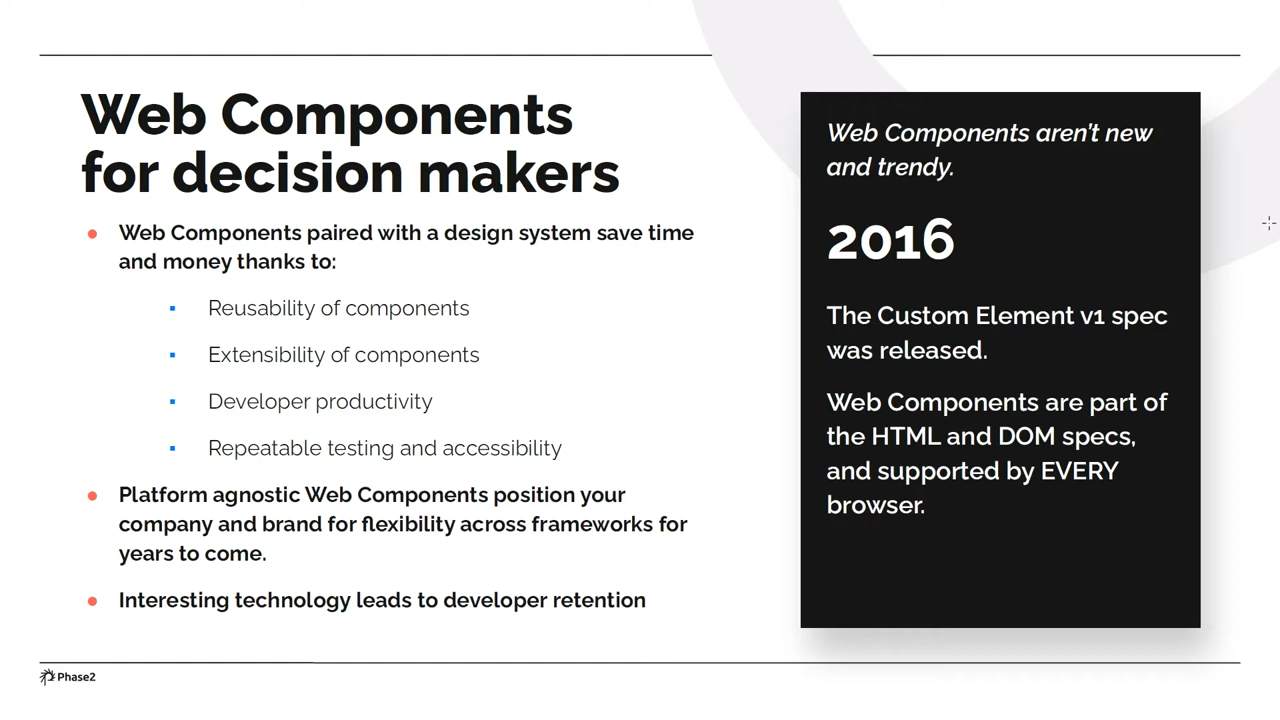 Web Components
for decision makers
● Web Components paired with a design system save time
and money thanks to:
▪ Reusability of components
▪ Extensibility of components
▪ Developer productivity
▪ Repeatable testing and accessibility
● Platform agnostic Web Components position your
company and brand for flexibility across frameworks for
years to come.
● Interesting technology leads to developer retention
Web Components aren’t new
and trendy.
2016
The Custom Element v1 spec
was released.
Web Components are part of
the HTML and DOM specs,
and supported by EVERY
browser.
Phase2